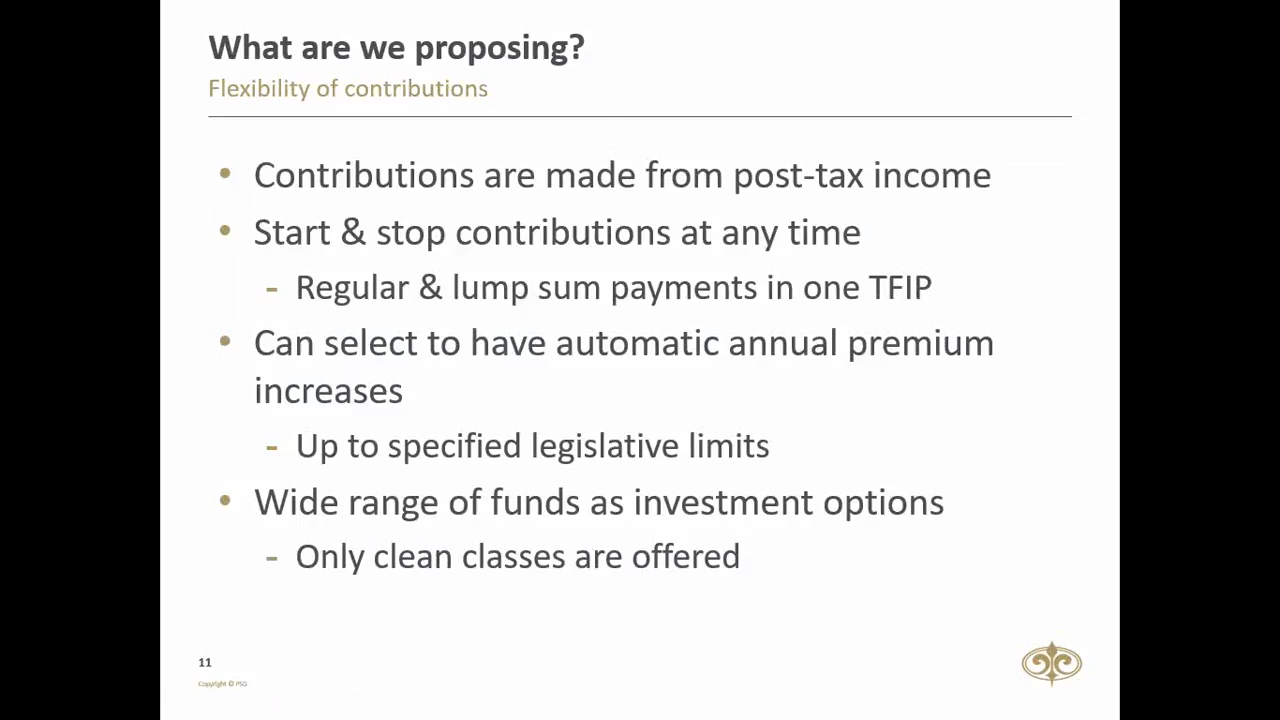 What are we proposing?
Flexibility of contributions
• Contributions are made from post-tax income
• Start & stop contributions at any time
- Regular & lump sum payments in one TFIP
• Can select to have automatic annual premium
increases
- Up to specified legislative limits
• Wide range of funds as investment options
- Only clean classes are offered
11
Copyright © PSG